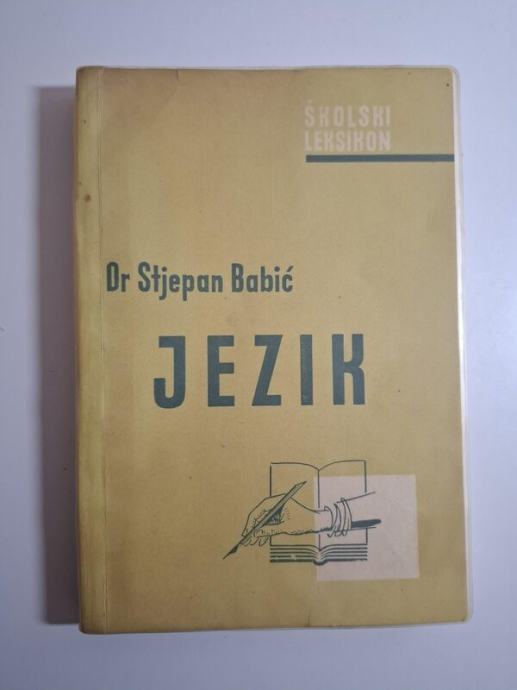 ŠKOLSKI
LEKSIKON
Dr Stjepan Babić
JEZIK